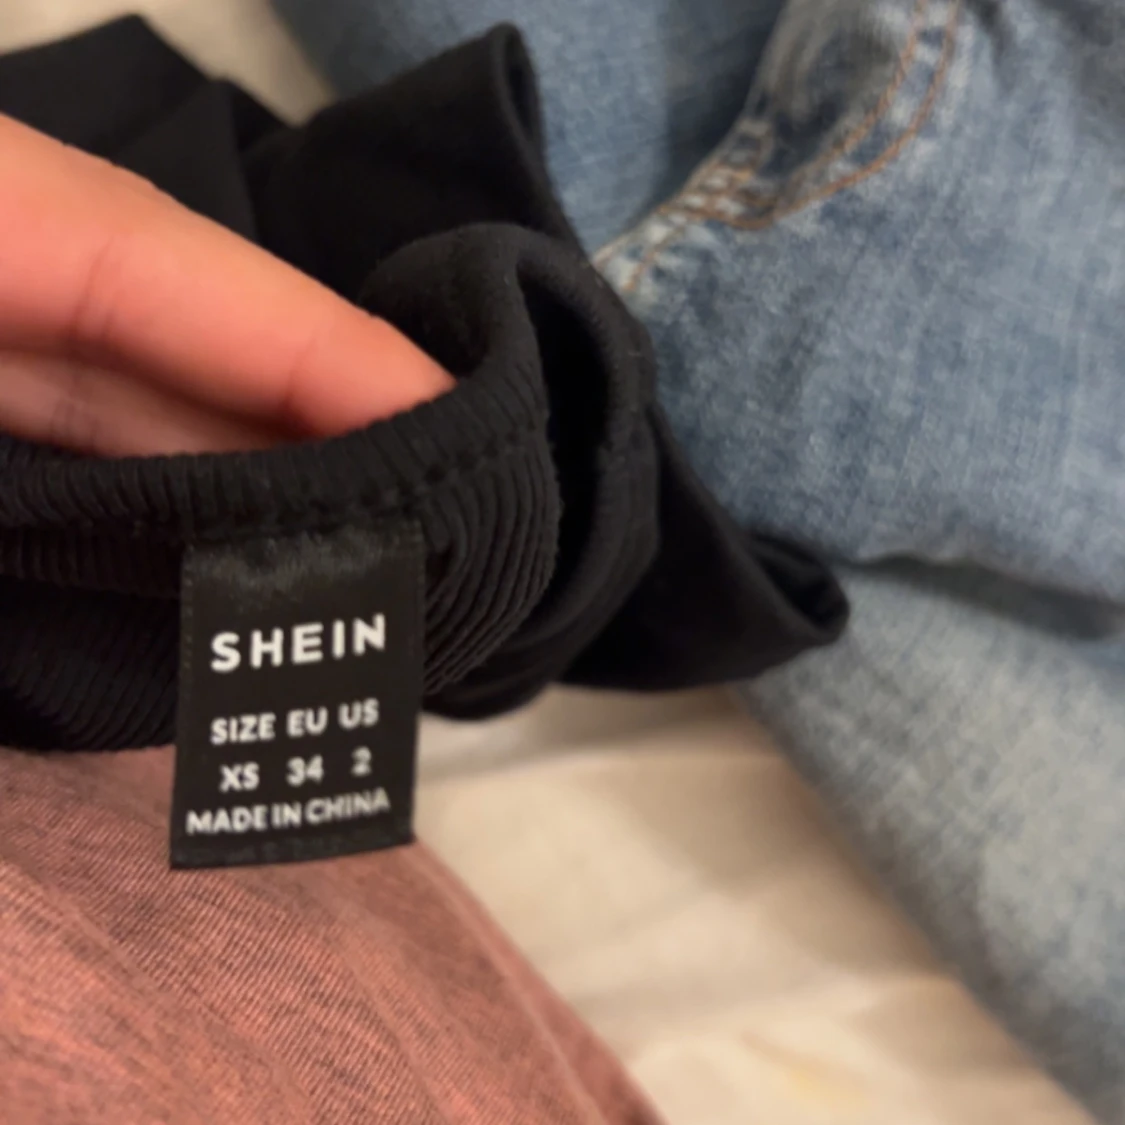 SHEIN
SIZE EU US
XS 34 2
MADE IN CHINA